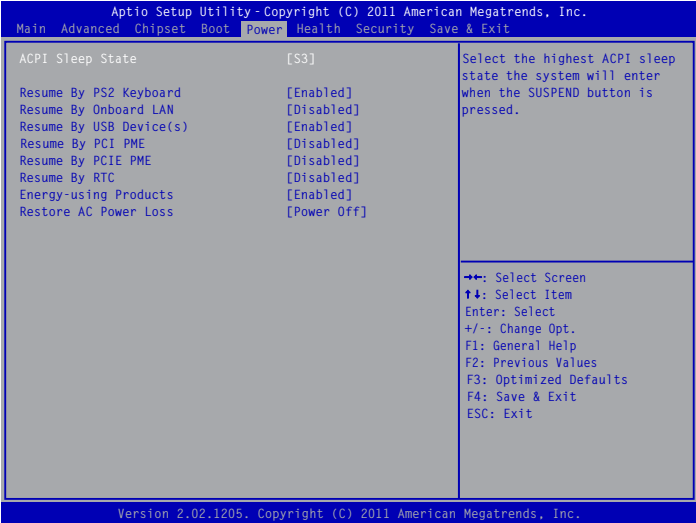 Aptio Setup Utility - Copyright (C) 2011 American Megatrends, Inc.
Main Advanced Chipset Boot Power Health Security Save & Exit
ACPI Sleep State [S3]
Resume By PS2 Keyboard [Enabled]
Resume By Onboard LAN [Disabled]
Resume By USB Device(s) [Enabled]
Resume By PCI PME [Disabled]
Resume By PCIE PME [Disabled]
Resume By RTC [Disabled]
Energy-using Products [Enabled]
Restore AC Power Loss [Power Off]
Select the highest ACPI sleep
state the system will enter
when the SUSPEND button is
pressed.
→←: Select Screen
↑↓: Select Item
Enter: Select
+/-: Change Opt.
F1: General Help
F2: Previous Values
F3: Optimized Defaults
F4: Save & Exit
ESC: Exit
Version 2.02.1205. Copyright (C) 2011 American Megatrends, Inc.